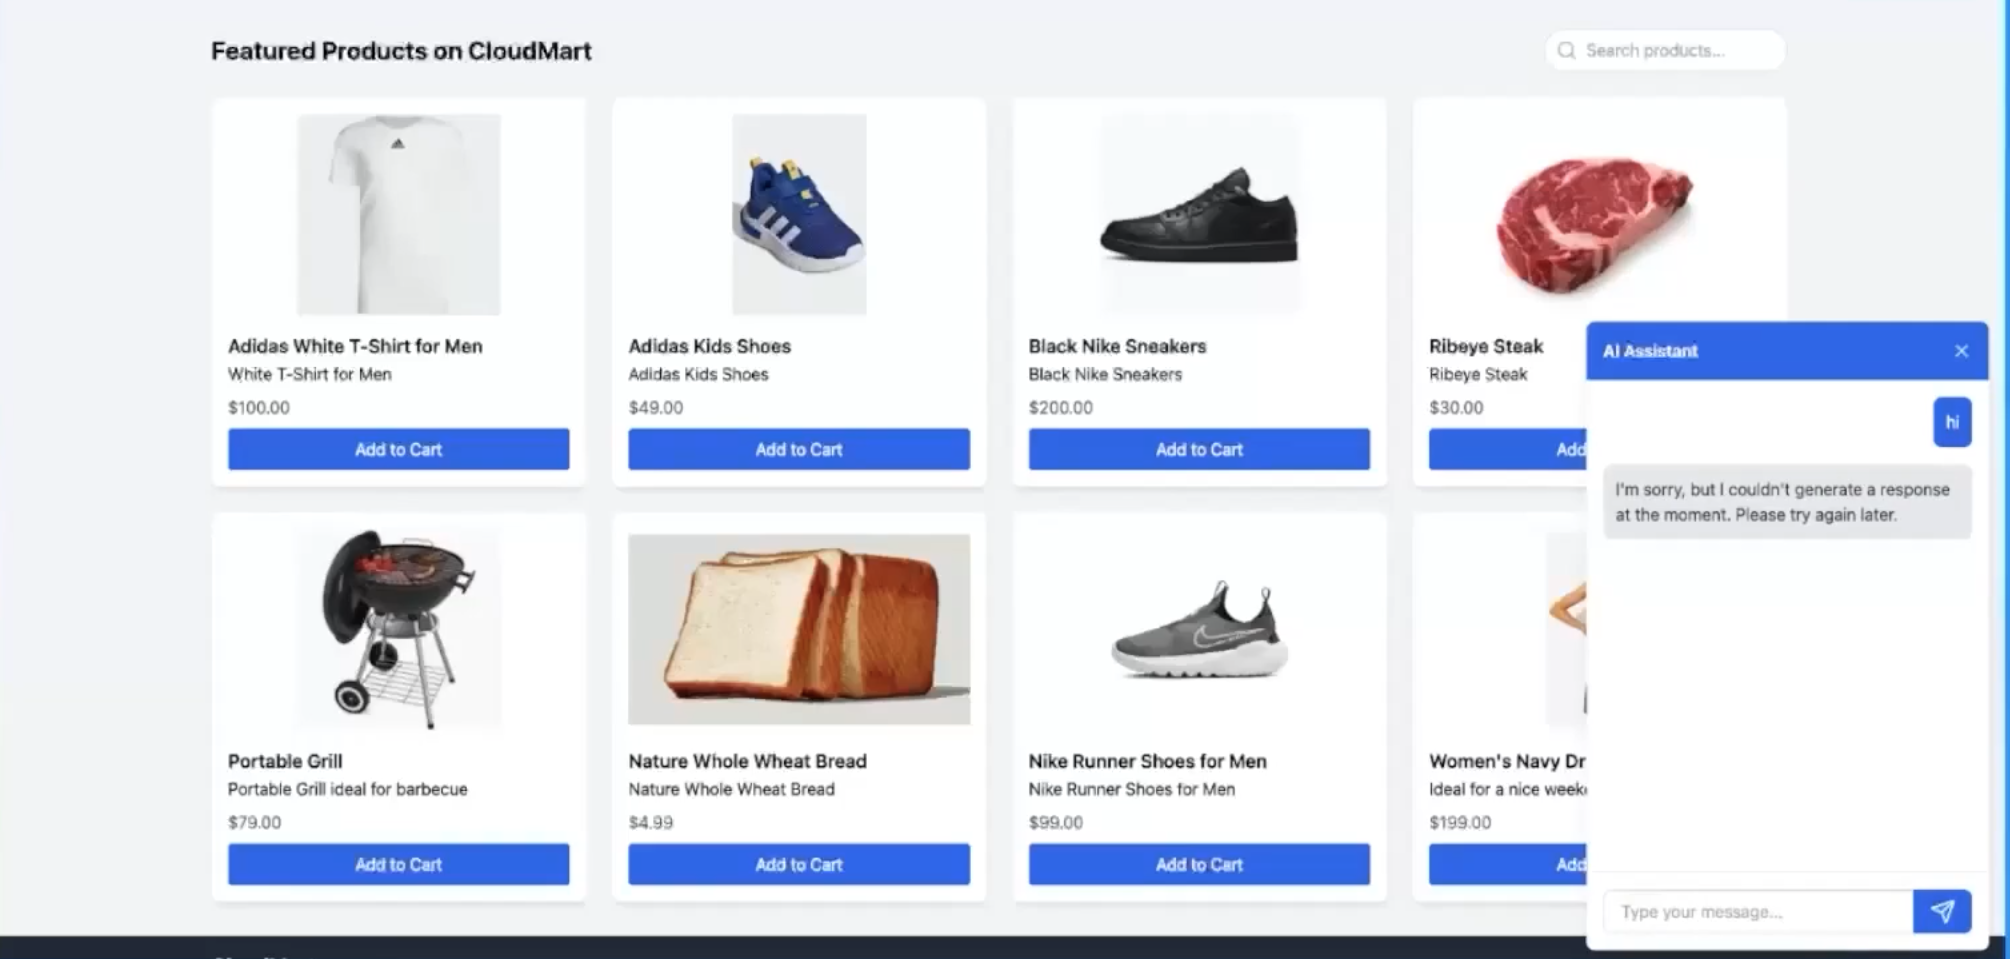 Featured Products on CloudMart
Search products...
Adidas White T-Shirt for Men
White T-Shirt for Men
$100.00
Add to Cart
Adidas Kids Shoes
Adidas Kids Shoes
$49.00
Add to Cart
Black Nike Sneakers
Black Nike Sneakers
$200.00
Add to Cart
Ribeye Steak
Ribeye Steak
$30.00
Add
Portable Grill
Portable Grill ideal for barbecue
$79.00
Add to Cart
Nature Whole Wheat Bread
Nature Whole Wheat Bread
$4.99
Add to Cart
Nike Runner Shoes for Men
Nike Runner Shoes for Men
$99.00
Add to Cart
Women's Navy Dr
Ideal for a nice week
$199.00
Add
AI Assistant
hi
I'm sorry, but I couldn't generate a response
at the moment. Please try again later.
Type your message...